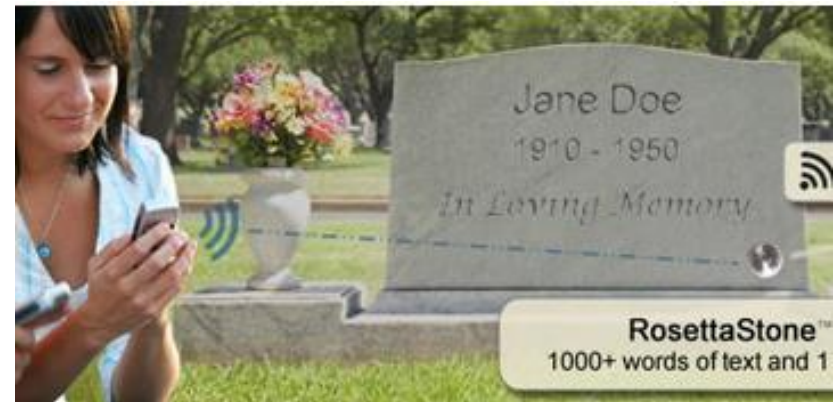 Jane Doe
1910 - 1950
In Loving Memory
RosettaStone™
1000+ words of text and 1